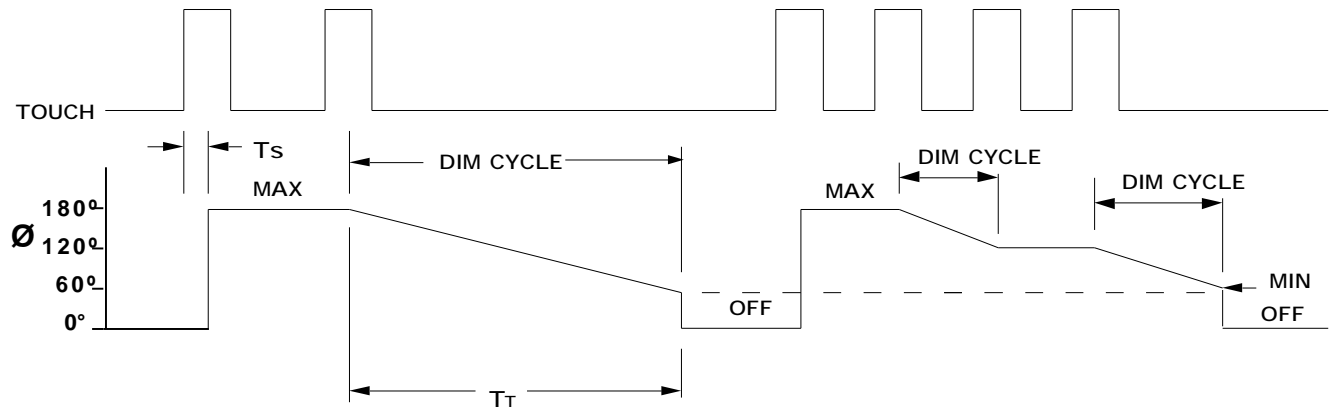 TOUCH
Ts
DIM CYCLE
DIM CYCLE
DIM CYCLE
MAX
MAX
Ø
180º
120º
60º
0°
OFF
MIN
OFF
TT